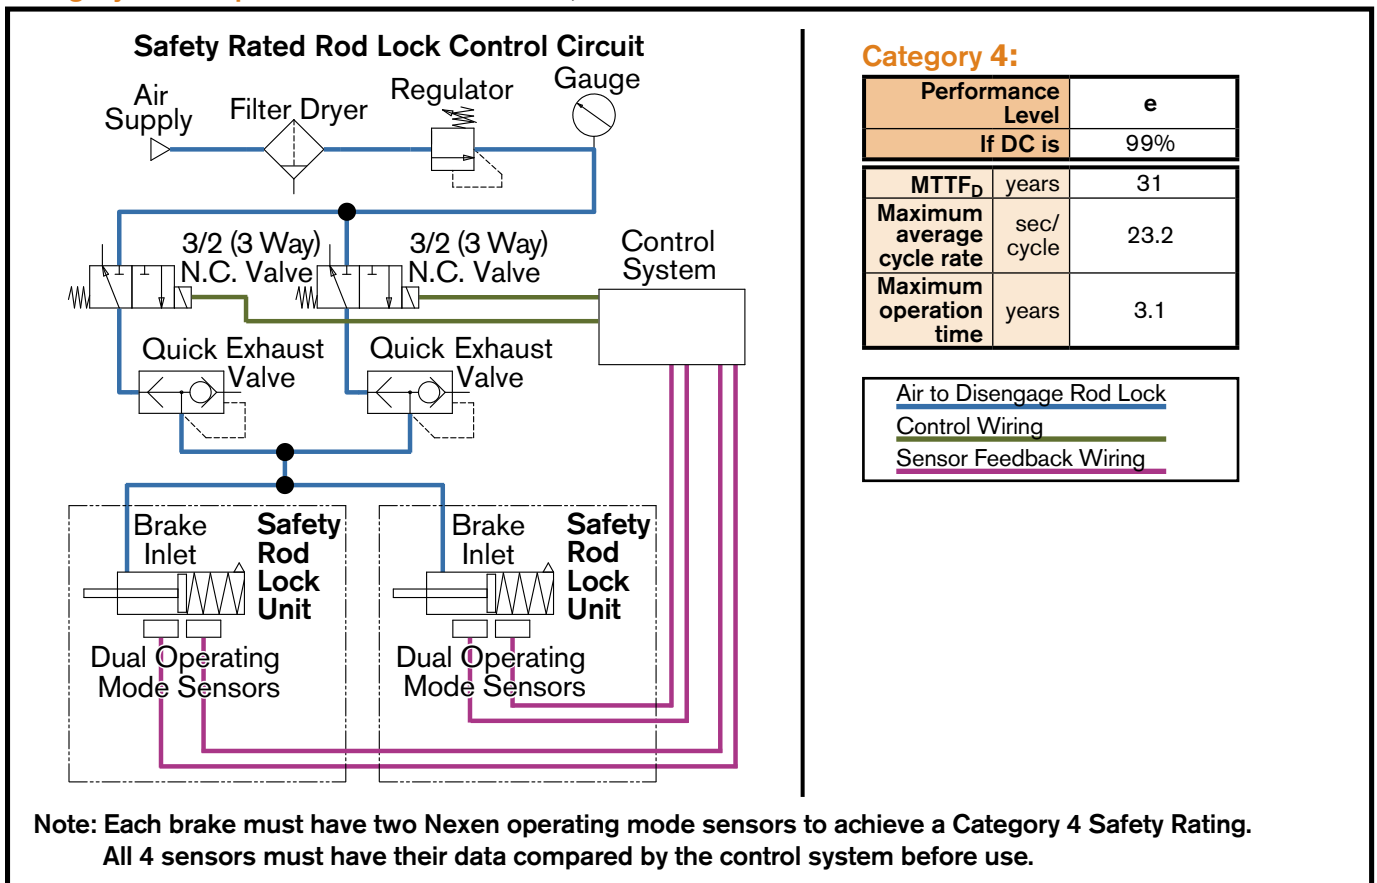 Safety Rated Rod Lock Control Circuit
Air
Supply
Filter Dryer
Regulator
Gauge
3/2 (3 Way)
N.C. Valve
3/2 (3 Way)
N.C. Valve
Control
System
Quick Exhaust
Valve
Quick Exhaust
Valve
Brake
Inlet
Safety
Rod
Lock
Unit
Dual Operating
Mode Sensors
Brake
Inlet
Safety
Rod
Lock
Unit
Dual Operating
Mode Sensors
Category 4:
Performance
Level
e
If DC is
99%
MTTFD
years
31
Maximum
average
cycle rate
sec/
cycle
23.2
Maximum
operation
time
years
3.1
Air to Disengage Rod Lock
Control Wiring
Sensor Feedback Wiring
Note: Each brake must have two Nexen operating mode sensors to achieve a Category 4 Safety Rating.
All 4 sensors must have their data compared by the control system before use.